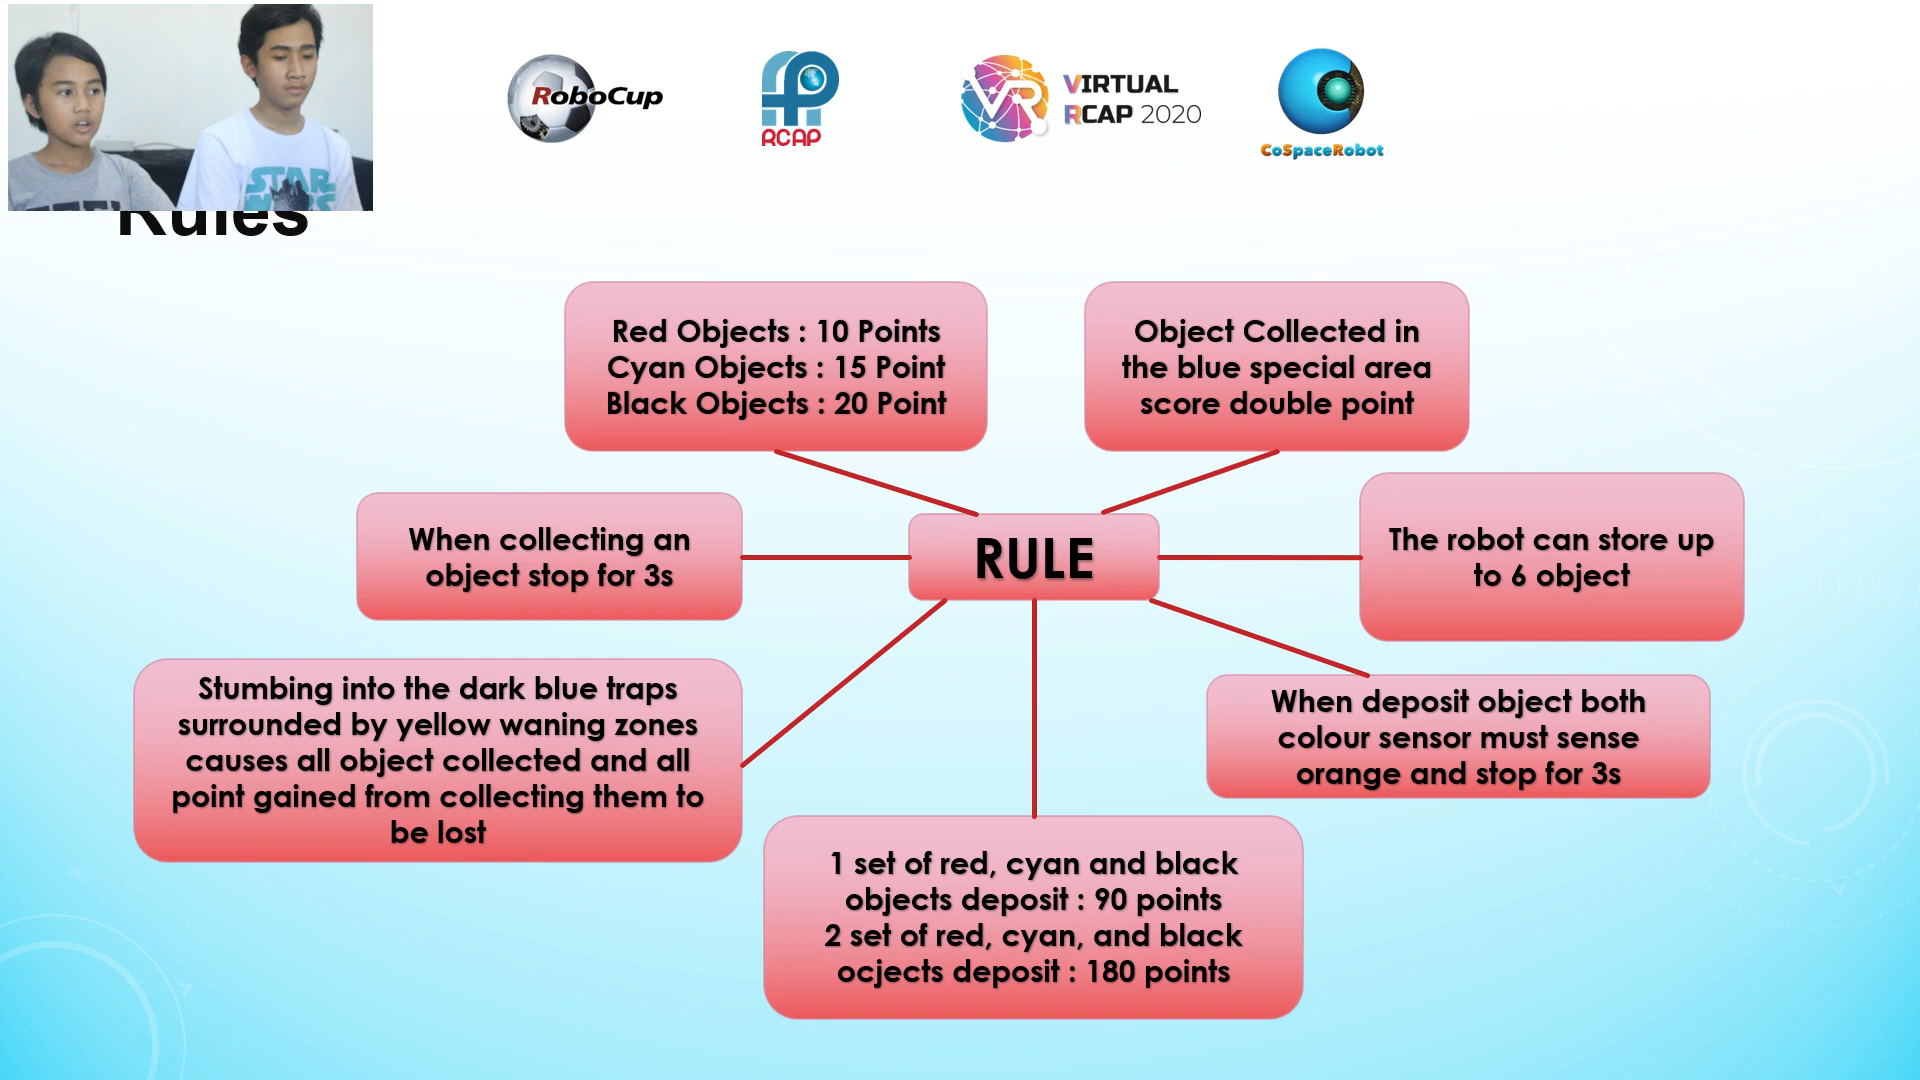 RoboCup
RCAP
VR
VIRTUAL
RCAP 2020
CoSpaceRobot
STAR
Rules
Red Objects : 10 Points
Cyan Objects : 15 Point
Black Objects : 20 Point
Object Collected in
the blue special area
score double point
When collecting an
object stop for 3s
RULE
The robot can store up
to 6 object
Stumbing into the dark blue traps
surrounded by yellow waning zones
causes all object collected and all
point gained from collecting them to
be lost
When deposit object both
colour sensor must sense
orange and stop for 3s
1 set of red, cyan and black
objects deposit : 90 points
2 set of red, cyan, and black
ocjects deposit : 180 points